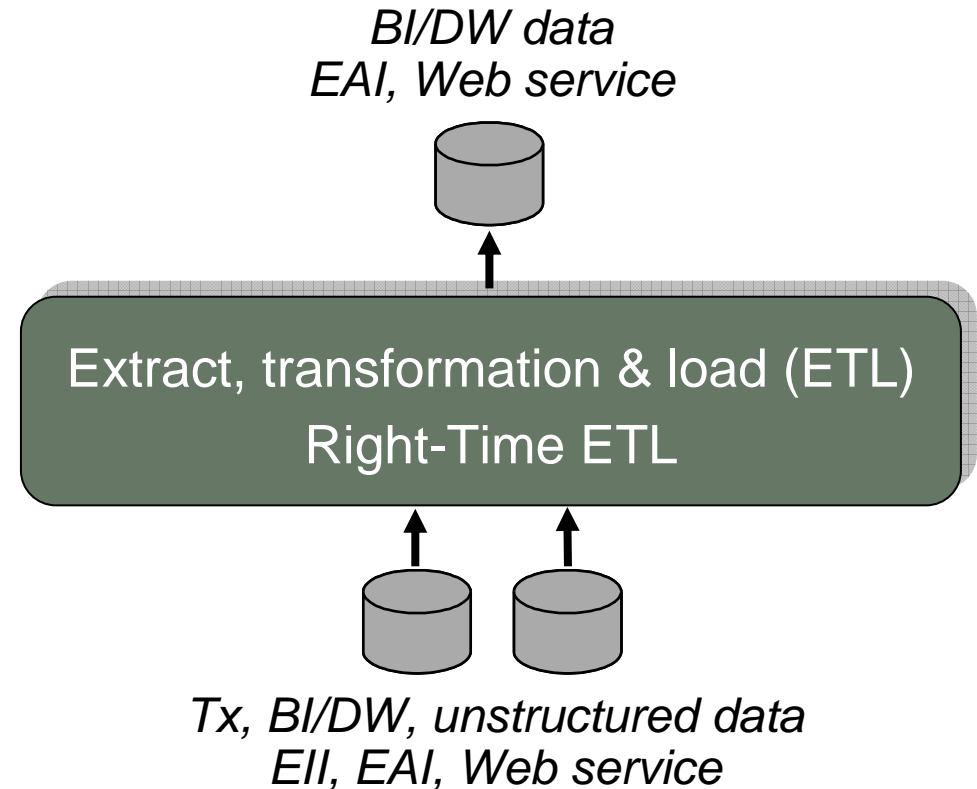 BI/DW data
EAI, Web service
Extract, transformation & load (ETL)
Right-Time ETL
Tx, BI/DW, unstructured data
EII, EAI, Web service